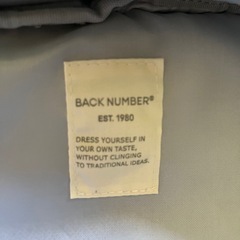 BACK NUMBER®
EST. 1980
DRESS YOURSELF IN
YOUR OWN TASTE,
WITHOUT CLINGING
TO TRADITIONAL IDEAS.